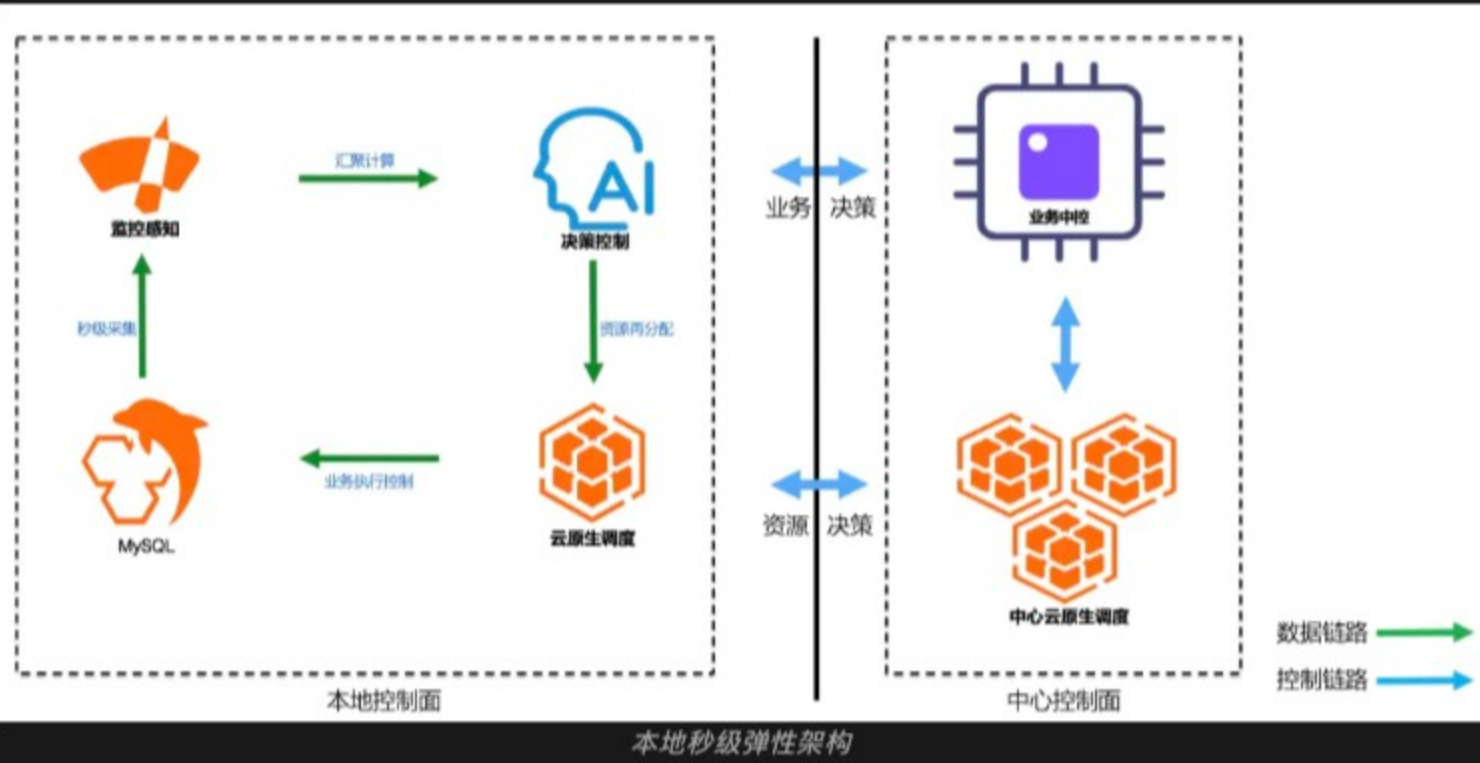 监控感知
汇聚计算
AI
决策控制
业务 决策
业务中控
秒级采集
资源再分配
MySQL
业务执行控制
云原生调度
资源 决策
中心云原生调度
数据链路
控制链路
本地控制面
中心控制面
本地秒级弹性架构